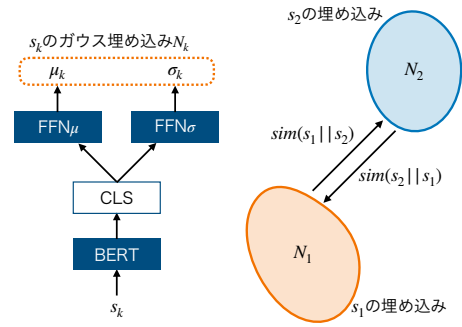 s_kのガウス埋め込みN_k
μ_k
σ_k
FFNμ
FFNσ
CLS
BERT
s_k
s_2の埋め込み
N_2
sim(s_1||s_2)
sim(s_2||s_1)
N_1
s_1の埋め込み